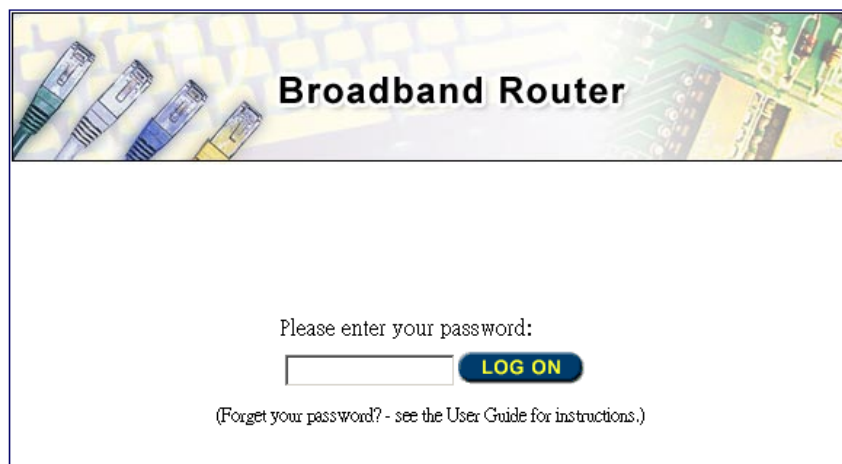 Broadband Router
Please enter your password:
LOG ON
(Forget your password? - see the User Guide for instructions.)